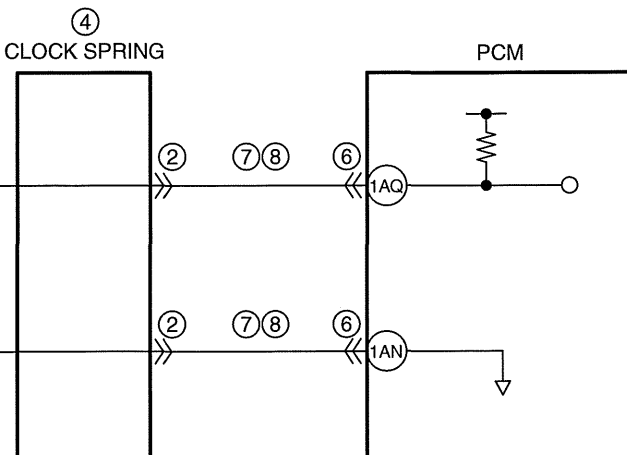 ④
CLOCK SPRING
PCM
② ⑦⑧ ⑥ 1AQ
② ⑦⑧ ⑥ 1AN